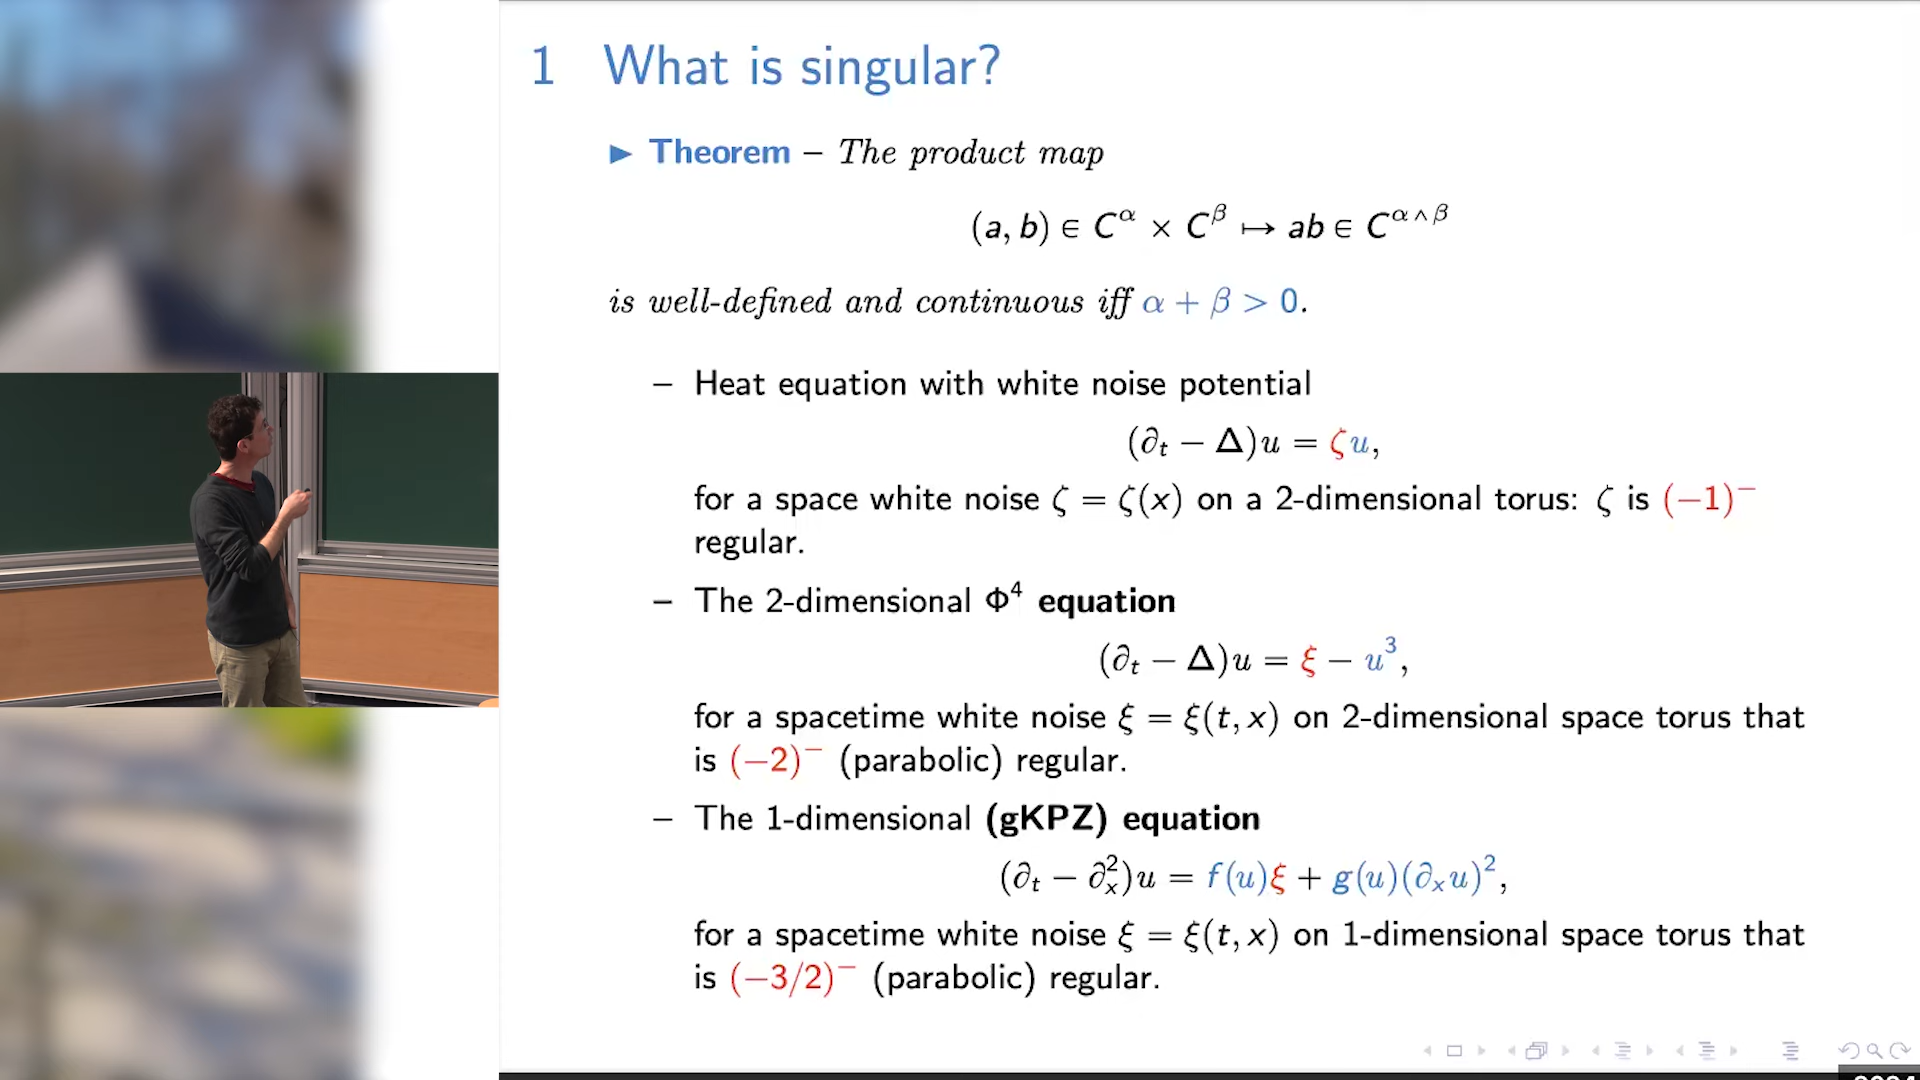 1 What is singular?
▶ Theorem – The product map
(a, b) ∈ C^α × C^β ↦ ab ∈ C^{α∧β}
is well-defined and continuous iff α + β > 0.
– Heat equation with white noise potential
(∂_t − Δ)u = ζu,
for a space white noise ζ = ζ(x) on a 2-dimensional torus: ζ is (−1)^−
regular.
– The 2-dimensional Φ^4 equation
(∂_t − Δ)u = ξ − u^3,
for a spacetime white noise ξ = ξ(t, x) on 2-dimensional space torus that
is (−2)^− (parabolic) regular.
– The 1-dimensional (gKPZ) equation
(∂_t − ∂_x^2)u = f(u)ξ + g(u)(∂_x u)^2,
for a spacetime white noise ξ = ξ(t, x) on 1-dimensional space torus that
is (−3/2)^− (parabolic) regular.